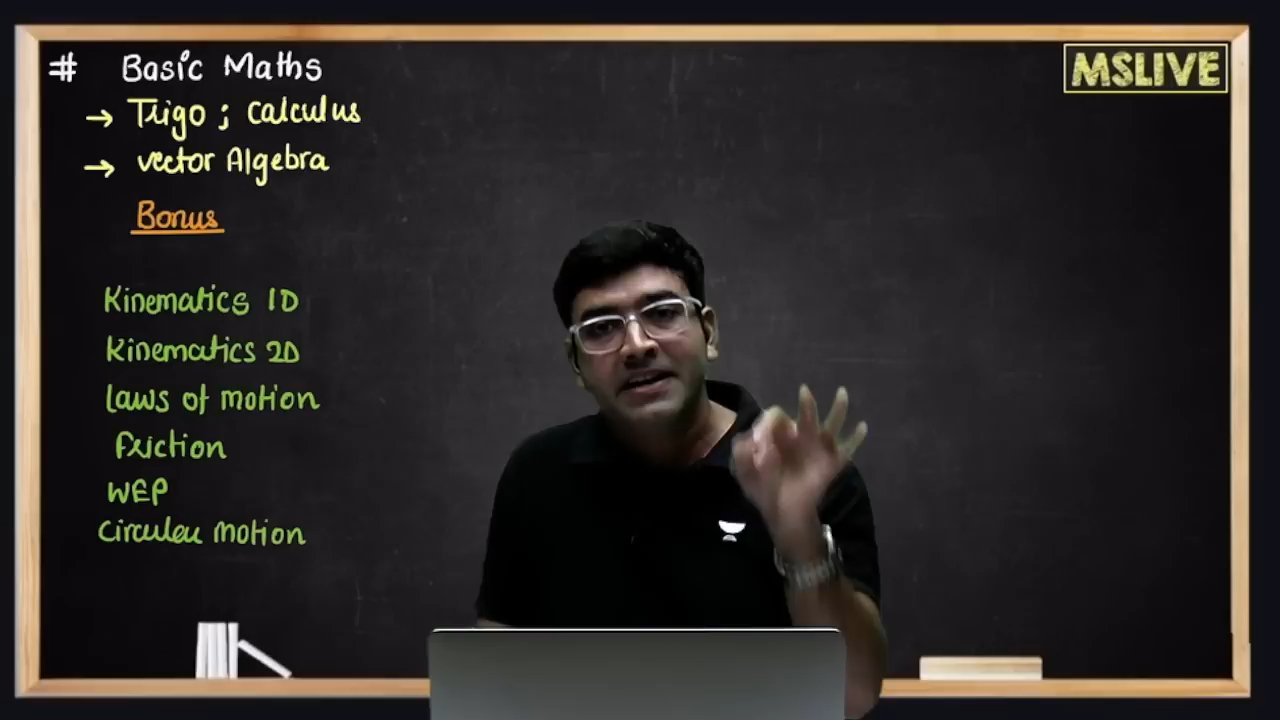 # Basic Maths
→ Trigo ; Calculus
→ vector Algebra
Bonus
Kinematics 1D
Kinematics 2D
Laws of motion
Friction
WEP
Circular Motion
MSLIVE